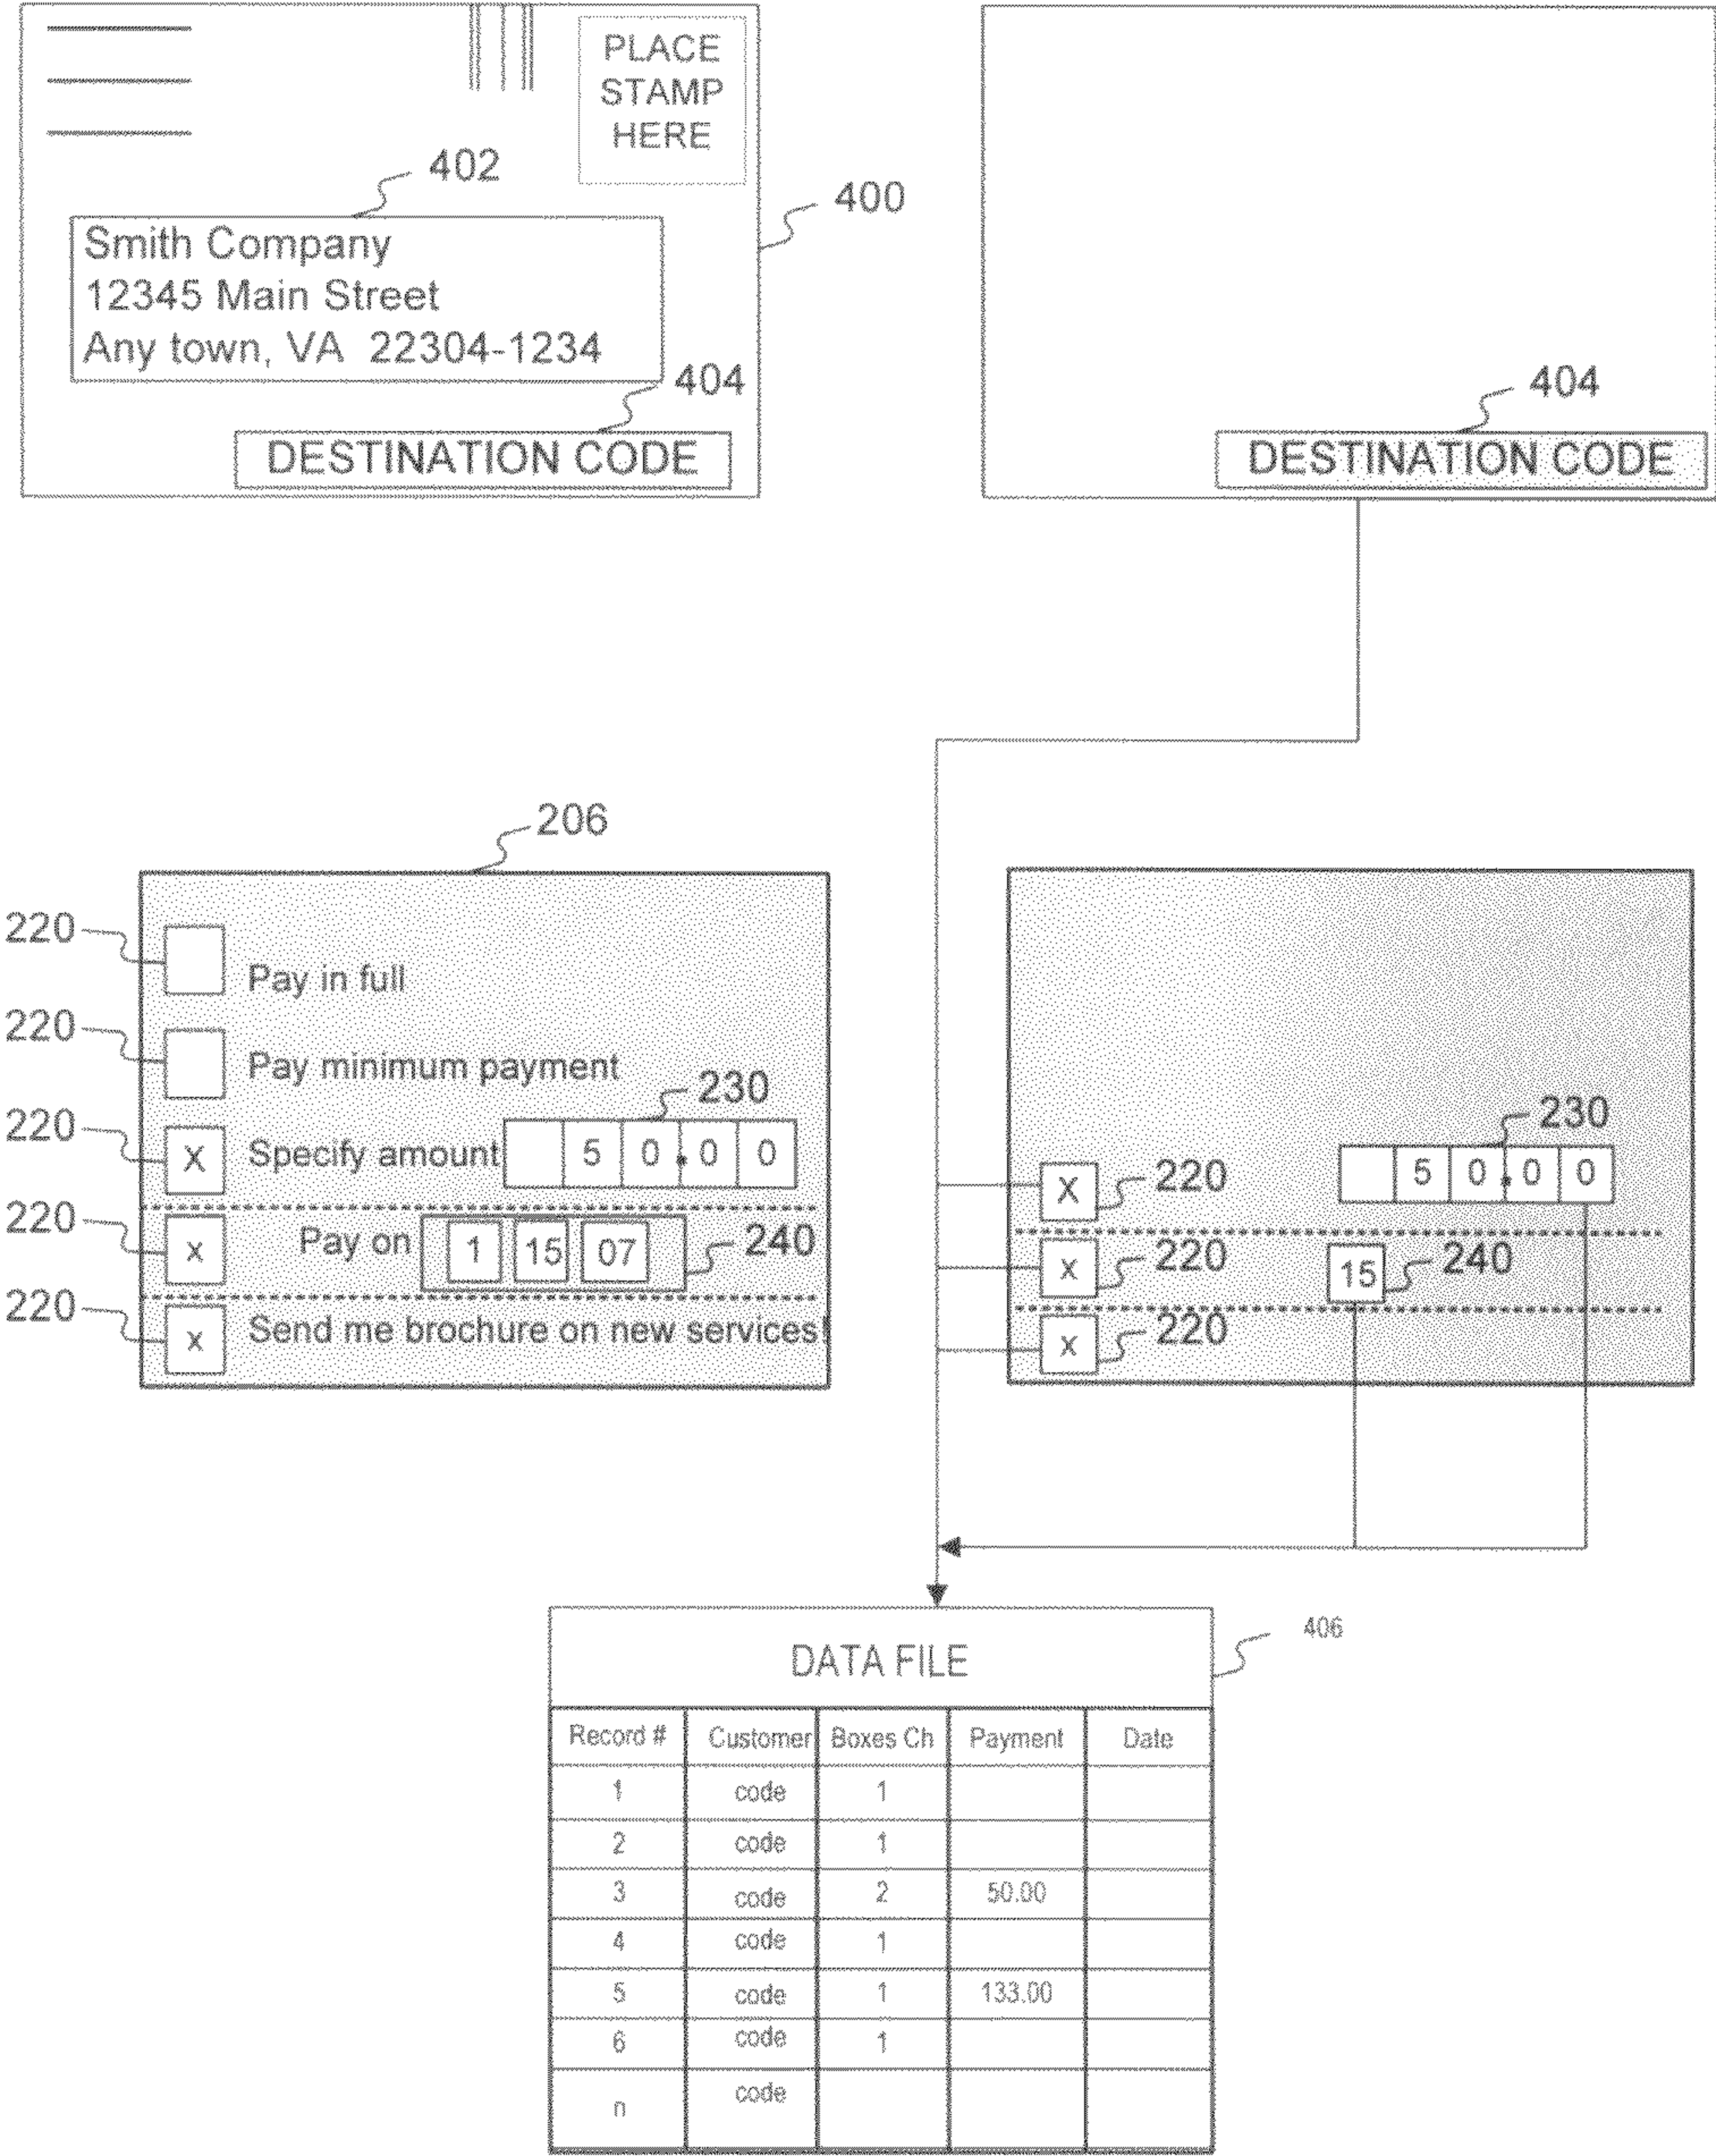 PLACE
STAMP
HERE
402
400
Smith Company
12345 Main Street
Any town, VA 22304-1234
404
DESTINATION CODE
404
DESTINATION CODE
206
220
Pay in full
220
Pay minimum payment
230
220
X
Specify amount
5 0.0 0
220
x
Pay on
1 15 07
240
220
x
Send me brochure on new services!
230
5 0.0 0
X
220
x
220
15
240
x
220
406
DATA FILE
Record # Customer Boxes Ch Payment Date
1 code 1
2 code 1
3 code 2 50.00
4 code 1
5 code 1 133.00
6 code 1
n code